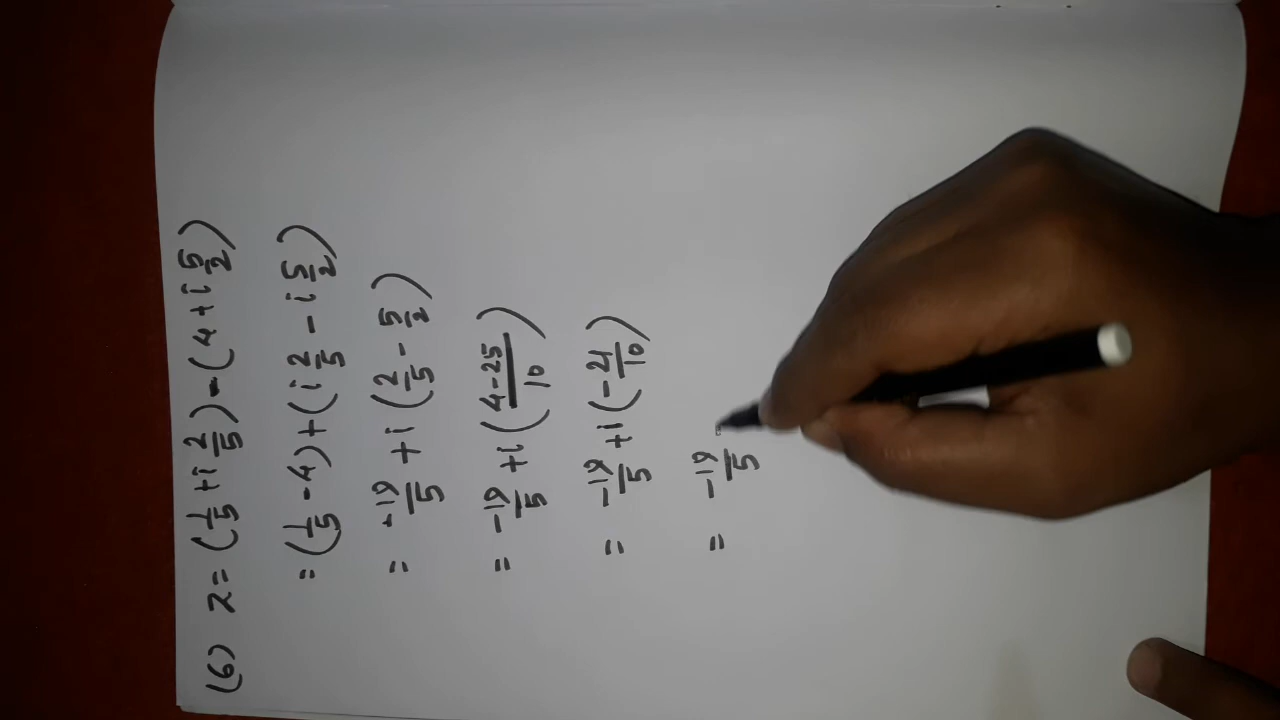 (6) z = (1/5 + i 2/5) - (4 + i 5/2)
= (1/5 - 4) + (i 2/5 - i 5/2)
= -19/5 + i (2/5 - 5/2)
= -19/5 + i (4-25/10)
= -19/5 + i (-21/10)
= -19/5